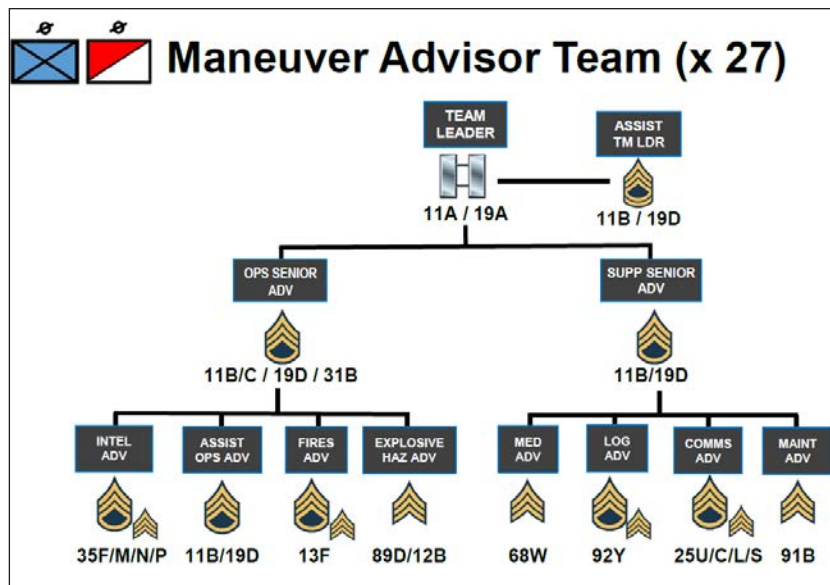 Maneuver Advisor Team (x 27)
TEAM
LEADER
ASSIST
TM LDR
11A / 19A
11B / 19D
OPS SENIOR
ADV
SUPP SENIOR
ADV
11B/C / 19D / 31B
11B/19D
INTEL
ADV
ASSIST
OPS ADV
FIRES
ADV
EXPLOSIVE
HAZ ADV
MED
ADV
LOG
ADV
COMMS
ADV
MAINT
ADV
35F/M/N/P
11B/19D
13F
89D/12B
68W
92Y
25U/C/L/S
91B